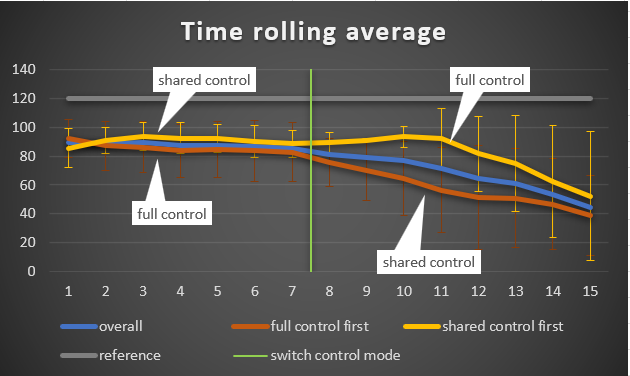 Time rolling average
140
120
100
80
60
40
20
0
shared control
full control
full control
shared control
1 2 3 4 5 6 7 8 9 10 11 12 13 14 15
overall full control first shared control first
reference switch control mode